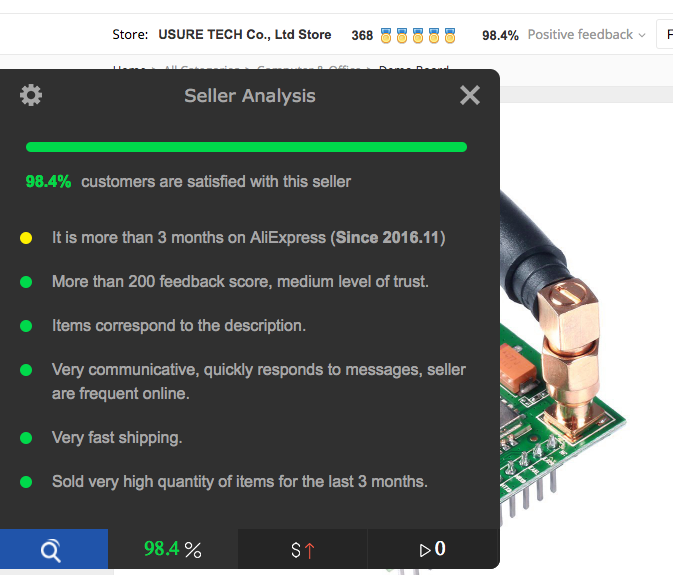 Store: USURE TECH Co., Ltd Store 368 98.4% Positive feedback F
Home > All Categories > Computer & Office > Demo Board
Seller Analysis
98.4% customers are satisfied with this seller
It is more than 3 months on AliExpress (Since 2016.11)
More than 200 feedback score, medium level of trust.
Items correspond to the description.
Very communicative, quickly responds to messages, seller
are frequent online.
Very fast shipping.
Sold very high quantity of items for the last 3 months.
98.4 % $↑ 0